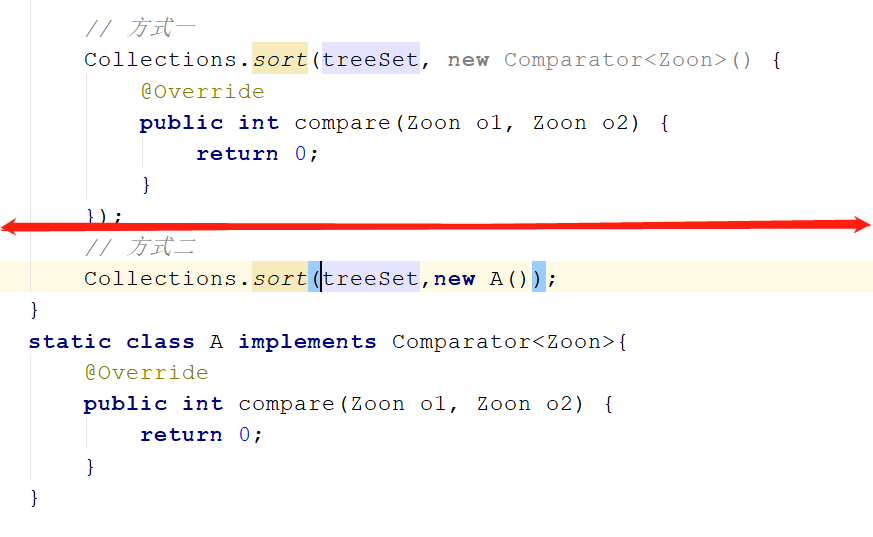 // 方式一
Collections.sort(treeSet, new Comparator<Zoon>() {
@Override
public int compare(Zoon o1, Zoon o2) {
return 0;
}
});
// 方式二
Collections.sort(treeSet,new A());
}
static class A implements Comparator<Zoon>{
@Override
public int compare(Zoon o1, Zoon o2) {
return 0;
}
}